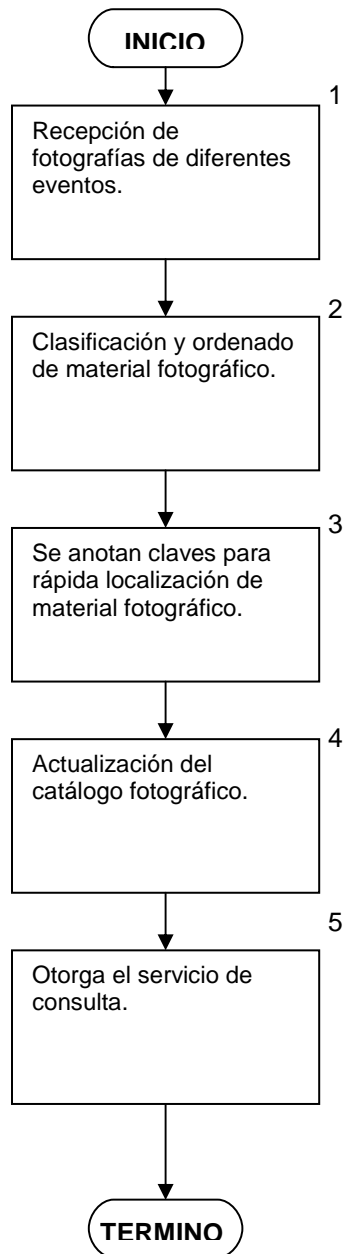 INICIO
1
Recepción de
fotografías de diferentes
eventos.
2
Clasificación y ordenado
de material fotográfico.
3
Se anotan claves para
rápida localización de
material fotográfico.
4
Actualización del
catálogo fotográfico.
5
Otorga el servicio de
consulta.
TERMINO